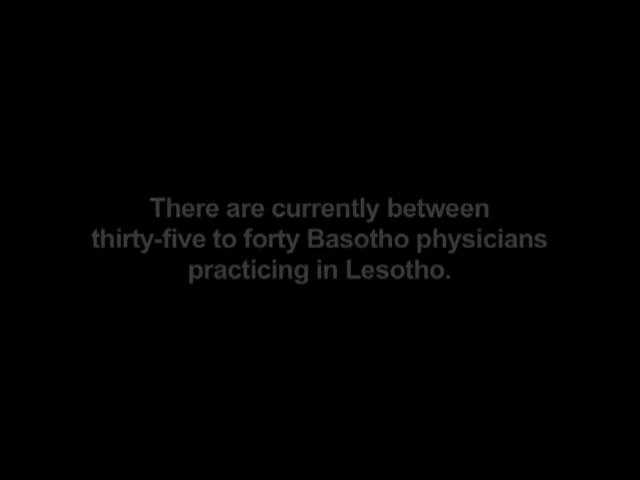 There are currently between
thirty-five to forty Basotho physicians
practicing in Lesotho.